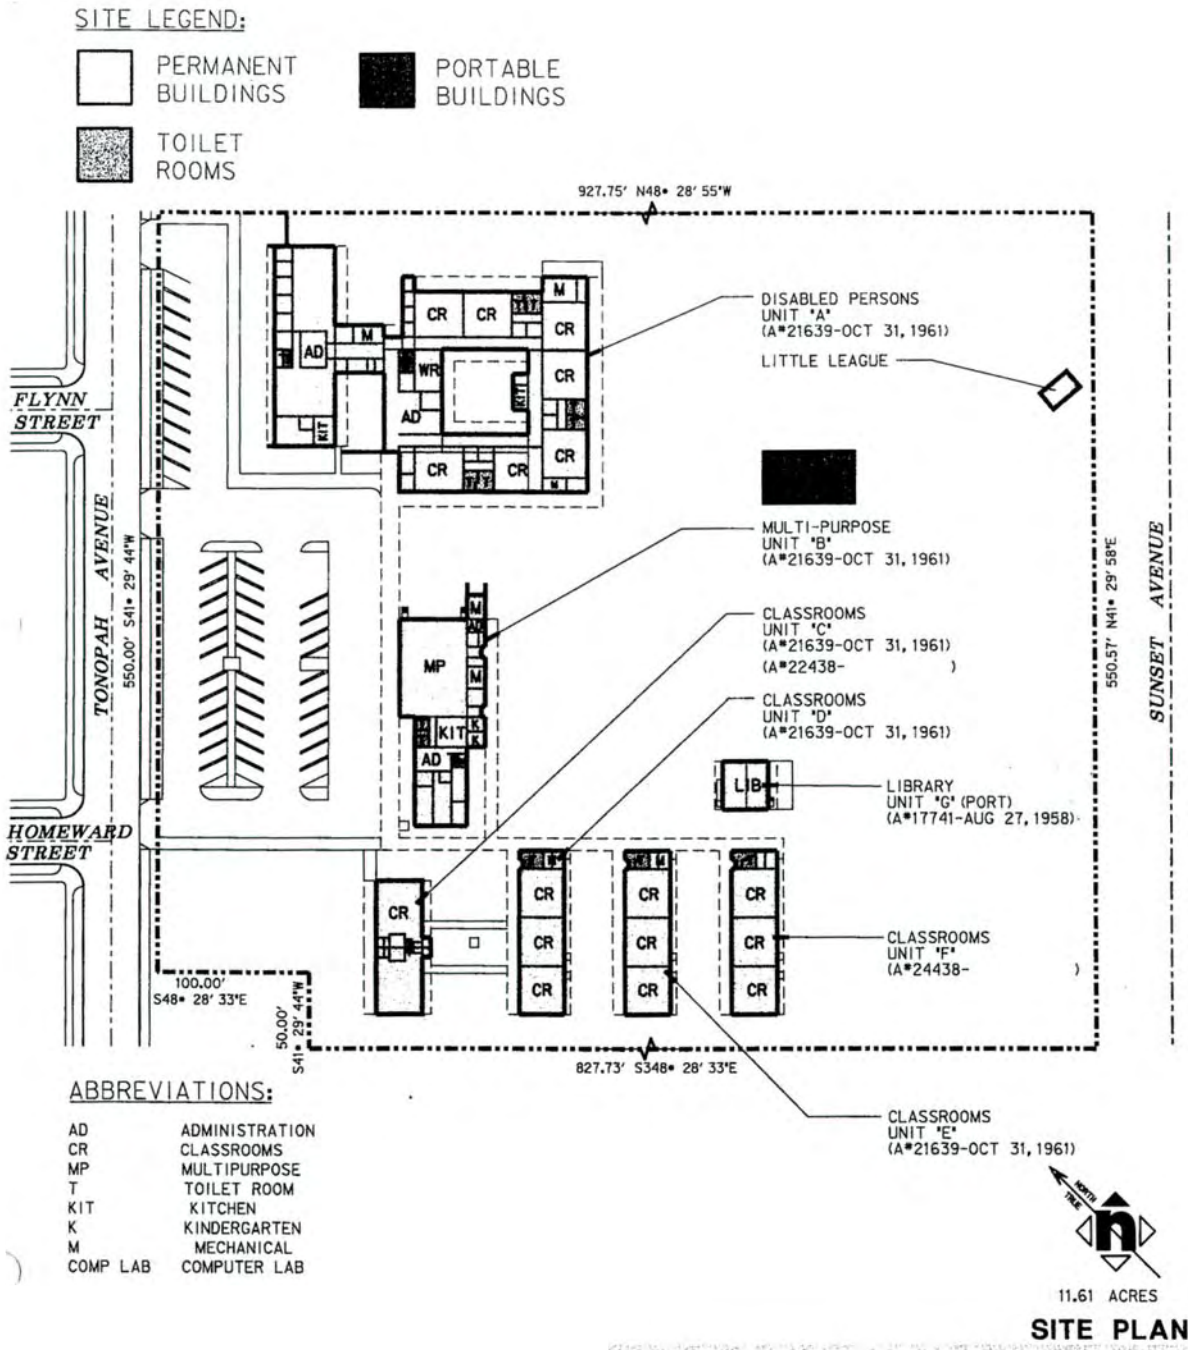 SITE LEGEND:
PERMANENT
BUILDINGS
PORTABLE
BUILDINGS
TOILET
ROOMS
927.75' N48• 28' 55"W
DISABLED PERSONS
UNIT "A"
(A#21639-OCT 31, 1961)
LITTLE LEAGUE
M
CR
CR
T
T
CR
M
AD
WR
CR
KIT
AD
KIT
CR
CR
CR
T
T
M
FLYNN
STREET
TONOPAH AVENUE
550.00' S41• 29' 44"W
MULTI-PURPOSE
UNIT "B"
(A#21639-OCT 31, 1961)
550.57' N41• 29' 58"E
SUNSET AVENUE
M
AD
MP
M
KIT
K
K
AD
T
CLASSROOMS
UNIT "C"
(A#21639-OCT 31, 1961)
(A#22438- )
CLASSROOMS
UNIT "D"
(A#21639-OCT 31, 1961)
LIB
LIBRARY
UNIT "G" (PORT)
(A#17741-AUG 27, 1958)
HOMEWARD
STREET
M
CR
CR
CR
CR
CR
CR
CR
CR
CR
CR
CLASSROOMS
UNIT "F"
(A#24438- )
100.00'
S48• 28' 33"E
50.00'
S41• 29' 44"W
827.73' S348• 28' 33"E
CLASSROOMS
UNIT "E"
(A#21639-OCT 31, 1961)
ABBREVIATIONS:
AD ADMINISTRATION
CR CLASSROOMS
MP MULTIPURPOSE
T TOILET ROOM
KIT KITCHEN
K KINDERGARTEN
M MECHANICAL
COMP LAB COMPUTER LAB
NORTH
TRUE
n
11.61 ACRES
SITE PLAN